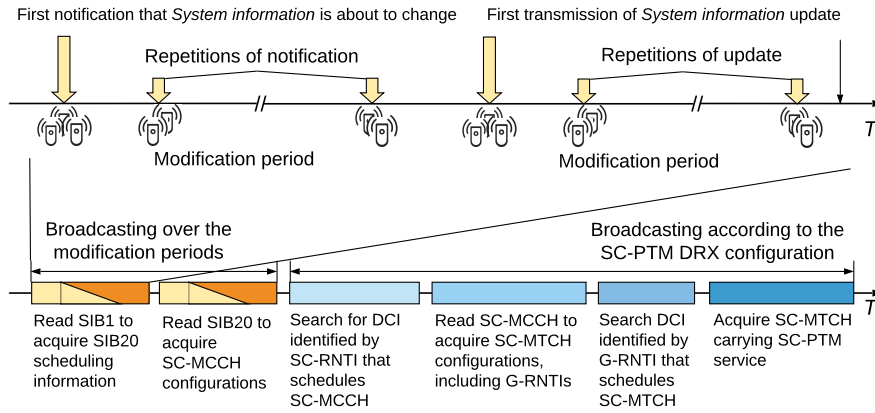 First notification that System information is about to change
First transmission of System information update
Repetitions of notification
Repetitions of update
T
Modification period
Modification period
Broadcasting over the
modification periods
Broadcasting according to the
SC-PTM DRX configuration
T
Read SIB1 to
acquire SIB20
scheduling
information
Read SIB20 to
acquire
SC-MCCH
configurations
Search for DCI
identified by
SC-RNTI that
schedules
SC-MCCH
Read SC-MCCH to
acquire SC-MTCH
configurations,
including G-RNTIs
Search DCI
identified by
G-RNTI that
schedules
SC-MTCH
Acquire SC-MTCH
carrying SC-PTM
service